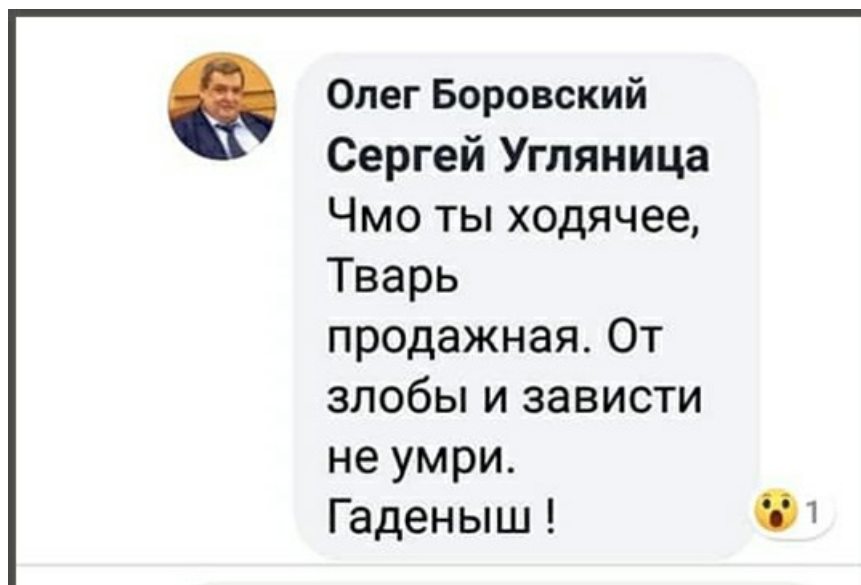 Олег Боровский
Сергей Угляница
Чмо ты ходячее,
Тварь
продажная. От
злобы и зависти
не умри.
Гаденыш !
1